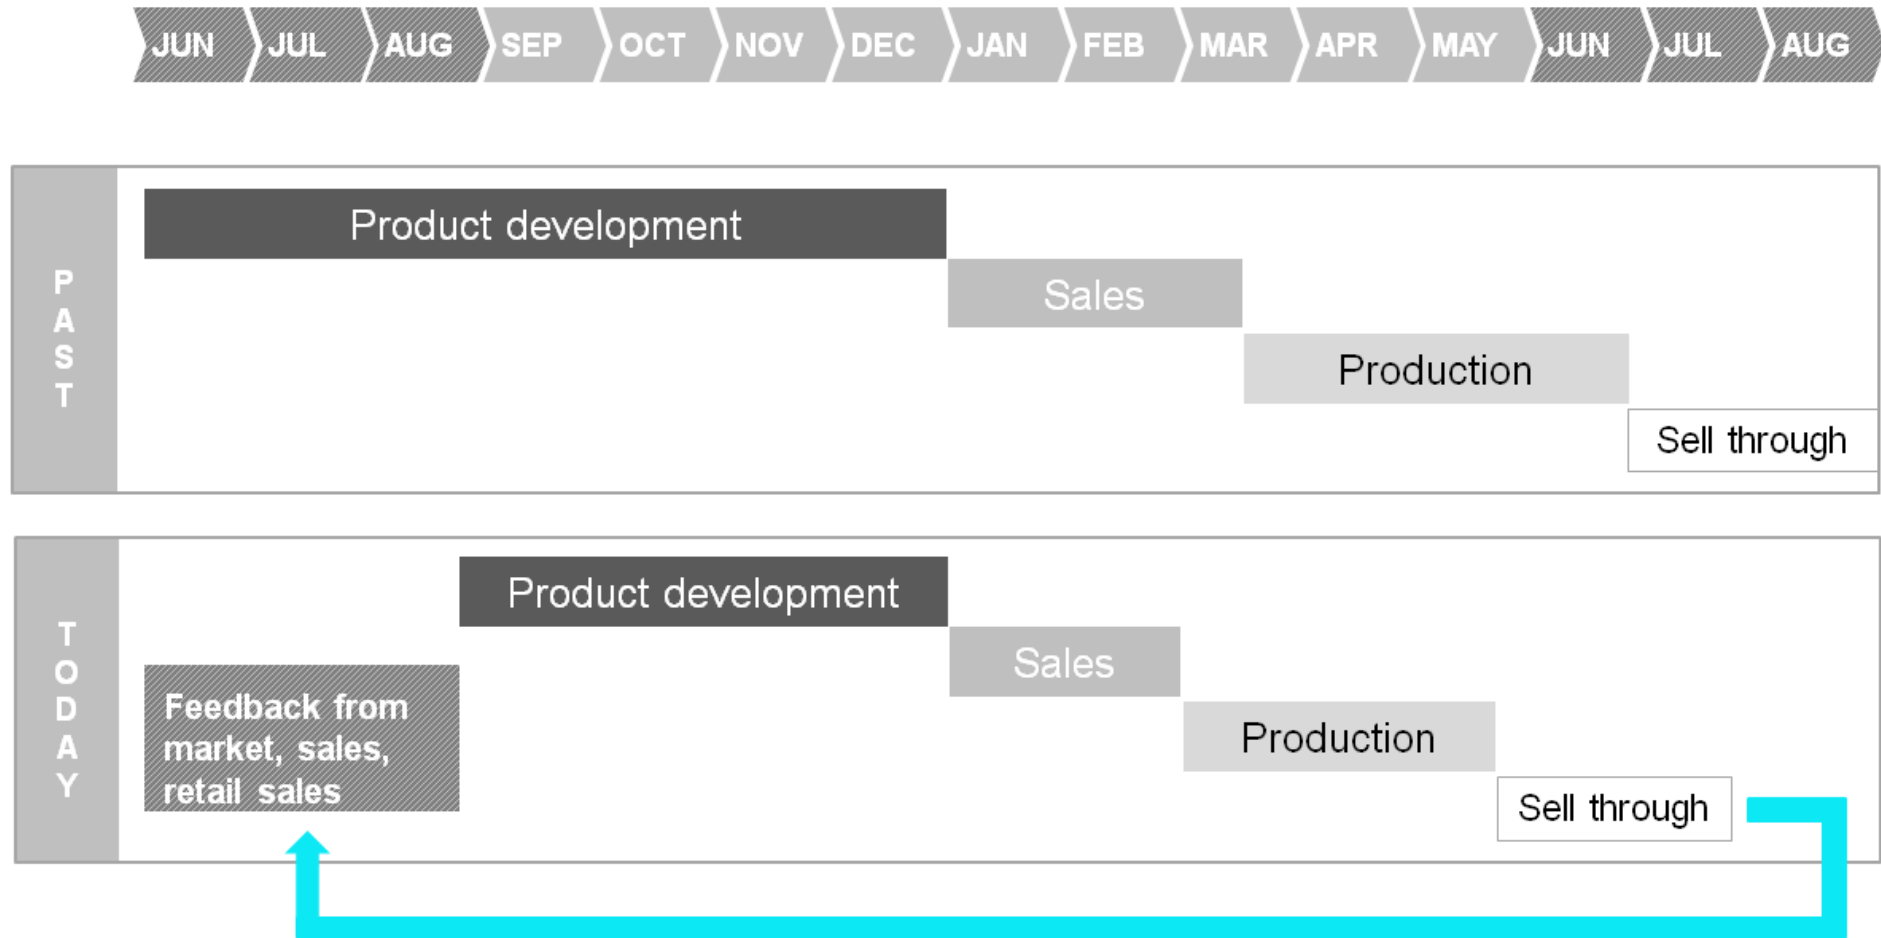 JUN JUL AUG SEP OCT NOV DEC JAN FEB MAR APR MAY JUN JUL AUG
PAST
Product development
Sales
Production
Sell through
TODAY
Product development
Sales
Feedback from
market, sales,
retail sales
Production
Sell through